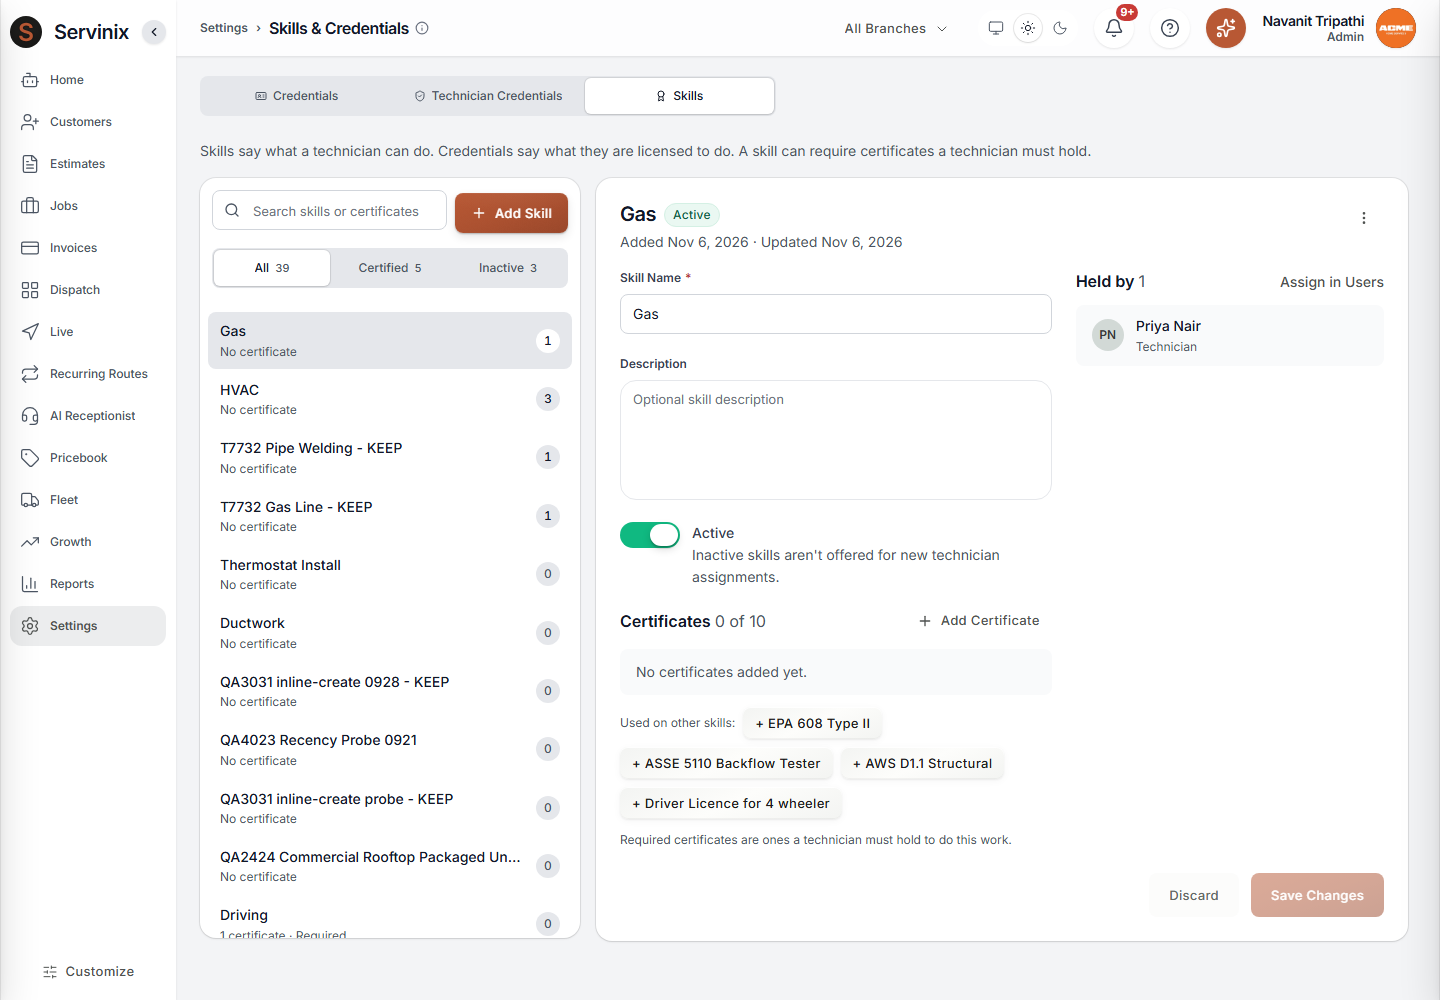 Servinix
Settings › Skills & Credentials
All Branches
9+
Navanit Tripathi
Admin
ACME
Home
Customers
Estimates
Jobs
Invoices
Dispatch
Live
Recurring Routes
AI Receptionist
Pricebook
Fleet
Growth
Reports
Settings
Customize
Credentials
Technician Credentials
Skills
Skills say what a technician can do. Credentials say what they are licensed to do. A skill can require certificates a technician must hold.
Search skills or certificates
+ Add Skill
All 39
Certified 5
Inactive 3
Gas
No certificate
1
HVAC
No certificate
3
T7732 Pipe Welding - KEEP
No certificate
1
T7732 Gas Line - KEEP
No certificate
1
Thermostat Install
No certificate
0
Ductwork
No certificate
0
QA3031 inline-create 0928 - KEEP
No certificate
0
QA4023 Recency Probe 0921
No certificate
0
QA3031 inline-create probe - KEEP
No certificate
0
QA2424 Commercial Rooftop Packaged Un...
No certificate
0
Driving
1 certificate · Required
0
Gas Active
Added Nov 6, 2026 · Updated Nov 6, 2026
Skill Name *
Gas
Description
Optional skill description
Active
Inactive skills aren't offered for new technician
assignments.
Certificates 0 of 10
+ Add Certificate
No certificates added yet.
Used on other skills: + EPA 608 Type II
+ ASSE 5110 Backflow Tester + AWS D1.1 Structural
+ Driver Licence for 4 wheeler
Required certificates are ones a technician must hold to do this work.
Held by 1
Assign in Users
PN
Priya Nair
Technician
Discard
Save Changes